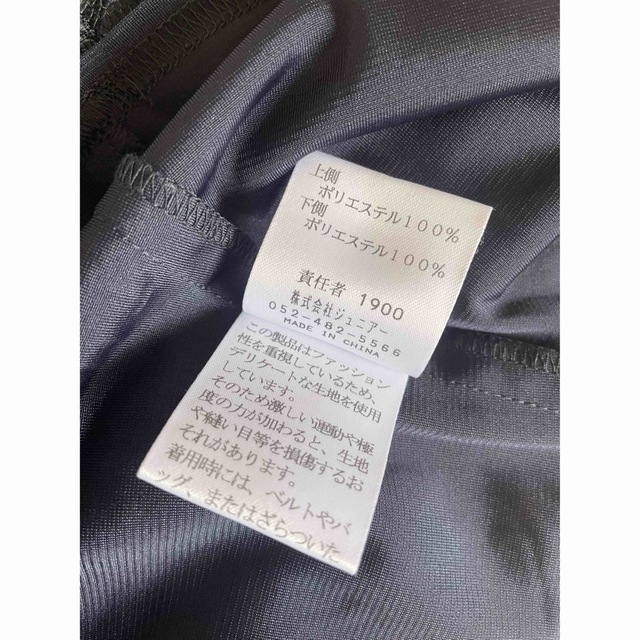 上側
ポリエステル100%
下側
ポリエステル100%
責任者 1900
株式会社ジュニアー
052-482-5566
MADE IN CHINA
この製品はファッション
性を重視しているため、
デリケートな生地を使用
しています。
そのため激しい運動や極
度の力が加わると、生地
や縫い目等を損傷するお
それがあります。
着用時には、ベルトやバ
ッグ、またはざらついた